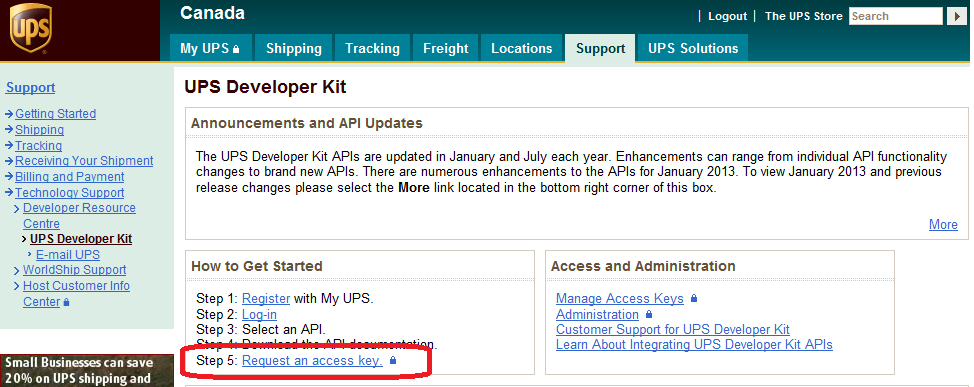 ups
Canada
| Logout | The UPS Store Search
My UPS Shipping Tracking Freight Locations Support UPS Solutions
Support
Getting Started
Shipping
Tracking
Receiving Your Shipment
Billing and Payment
Technology Support
Developer Resource
Centre
UPS Developer Kit
E-mail UPS
WorldShip Support
Host Customer Info
Center
Small Businesses can save
20% on UPS shipping and
UPS Developer Kit
Announcements and API Updates
The UPS Developer Kit APIs are updated in January and July each year. Enhancements can range from individual API functionality
changes to brand new APIs. There are numerous enhancements to the APIs for January 2013. To view January 2013 and previous
release changes please select the More link located in the bottom right corner of this box.
More
How to Get Started
Step 1: Register with My UPS.
Step 2: Log-in
Step 3: Select an API.
Step 4: Download the API documentation.
Step 5: Request an access key.
Access and Administration
Manage Access Keys
Administration
Customer Support for UPS Developer Kit
Learn About Integrating UPS Developer Kit APIs